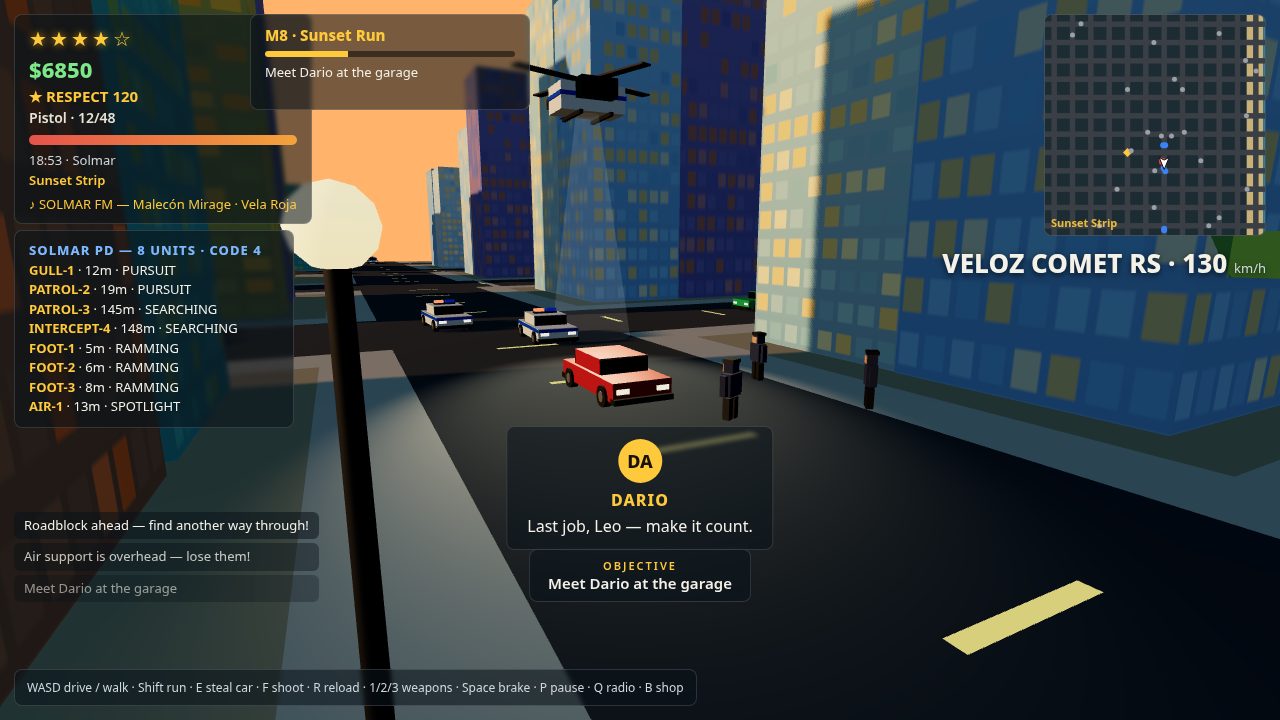 ★★★★☆
$6850
★ RESPECT 120
Pistol · 12/48
18:53 · Solmar
Sunset Strip
♪ SOLMAR FM — Malecón Mirage · Vela Roja
M8 · Sunset Run
Meet Dario at the garage
SOLMAR PD — 8 UNITS · CODE 4
GULL-1 · 12m · PURSUIT
PATROL-2 · 19m · PURSUIT
PATROL-3 · 145m · SEARCHING
INTERCEPT-4 · 148m · SEARCHING
FOOT-1 · 5m · RAMMING
FOOT-2 · 6m · RAMMING
FOOT-3 · 8m · RAMMING
AIR-1 · 13m · SPOTLIGHT
Sunset Strip
VELOZ COMET RS · 130 km/h
DA
DARIO
Last job, Leo — make it count.
OBJECTIVE
Meet Dario at the garage
Roadblock ahead — find another way through!
Air support is overhead — lose them!
Meet Dario at the garage
WASD drive / walk · Shift run · E steal car · F shoot · R reload · 1/2/3 weapons · Space brake · P pause · Q radio · B shop